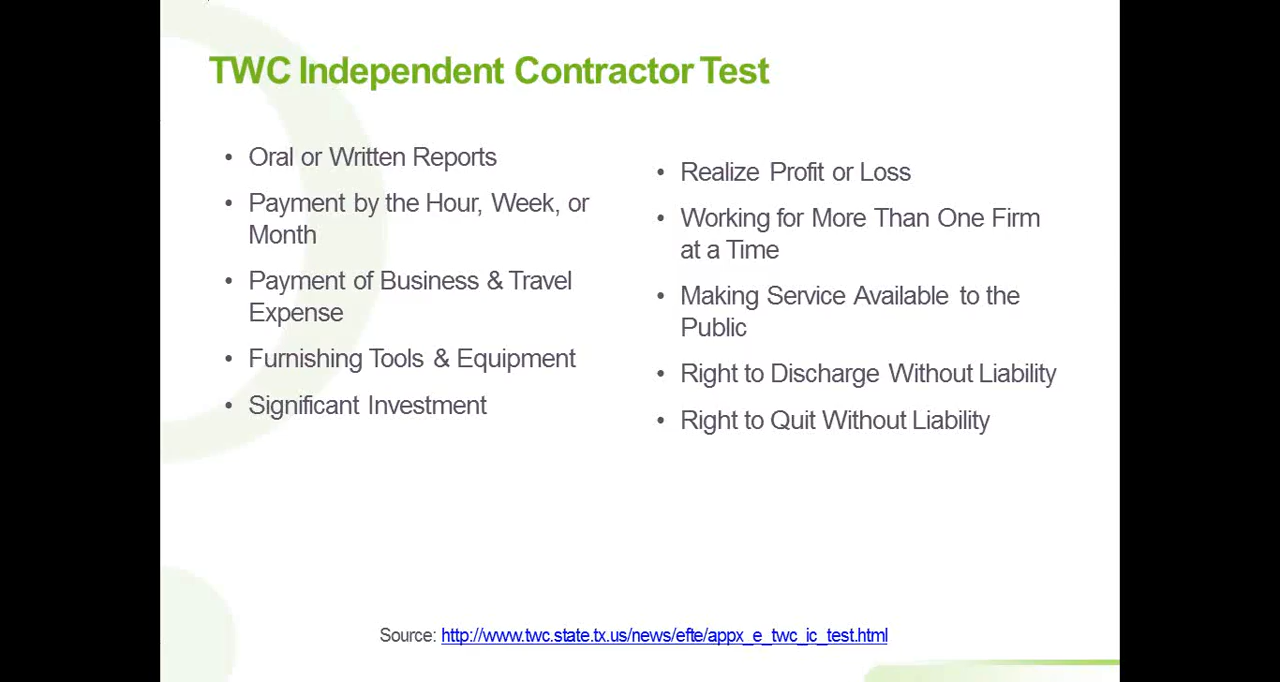 TWC Independent Contractor Test
• Oral or Written Reports
• Payment by the Hour, Week, or
Month
• Payment of Business & Travel
Expense
• Furnishing Tools & Equipment
• Significant Investment
• Realize Profit or Loss
• Working for More Than One Firm
at a Time
• Making Service Available to the
Public
• Right to Discharge Without Liability
• Right to Quit Without Liability
Source: http://www.twc.state.tx.us/news/efte/appx_e_twc_ic_test.html